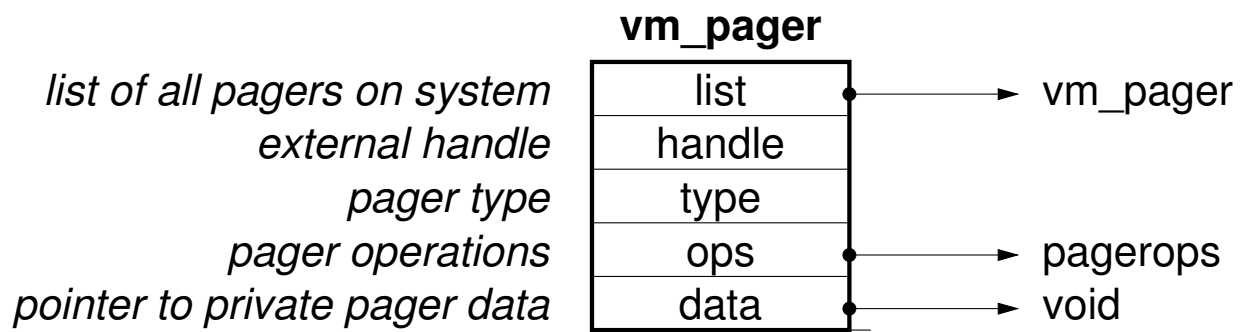 vm_pager
list of all pagers on system list vm_pager
external handle handle
pager type type
pager operations ops pagerops
pointer to private pager data data void